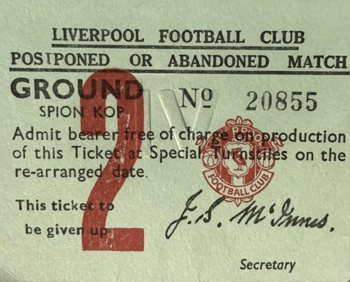 LIVERPOOL FOOTBALL CLUB
POSTPONED OR ABANDONED MATCH
GROUND
SPION KOP
Nº 20855
2
Admit bearer free of charge on production
of this Ticket at Special Turnstiles on the
re-arranged date.
FOOTBALL CLUB
This ticket to
be given up
J. S. McInnes.
Secretary